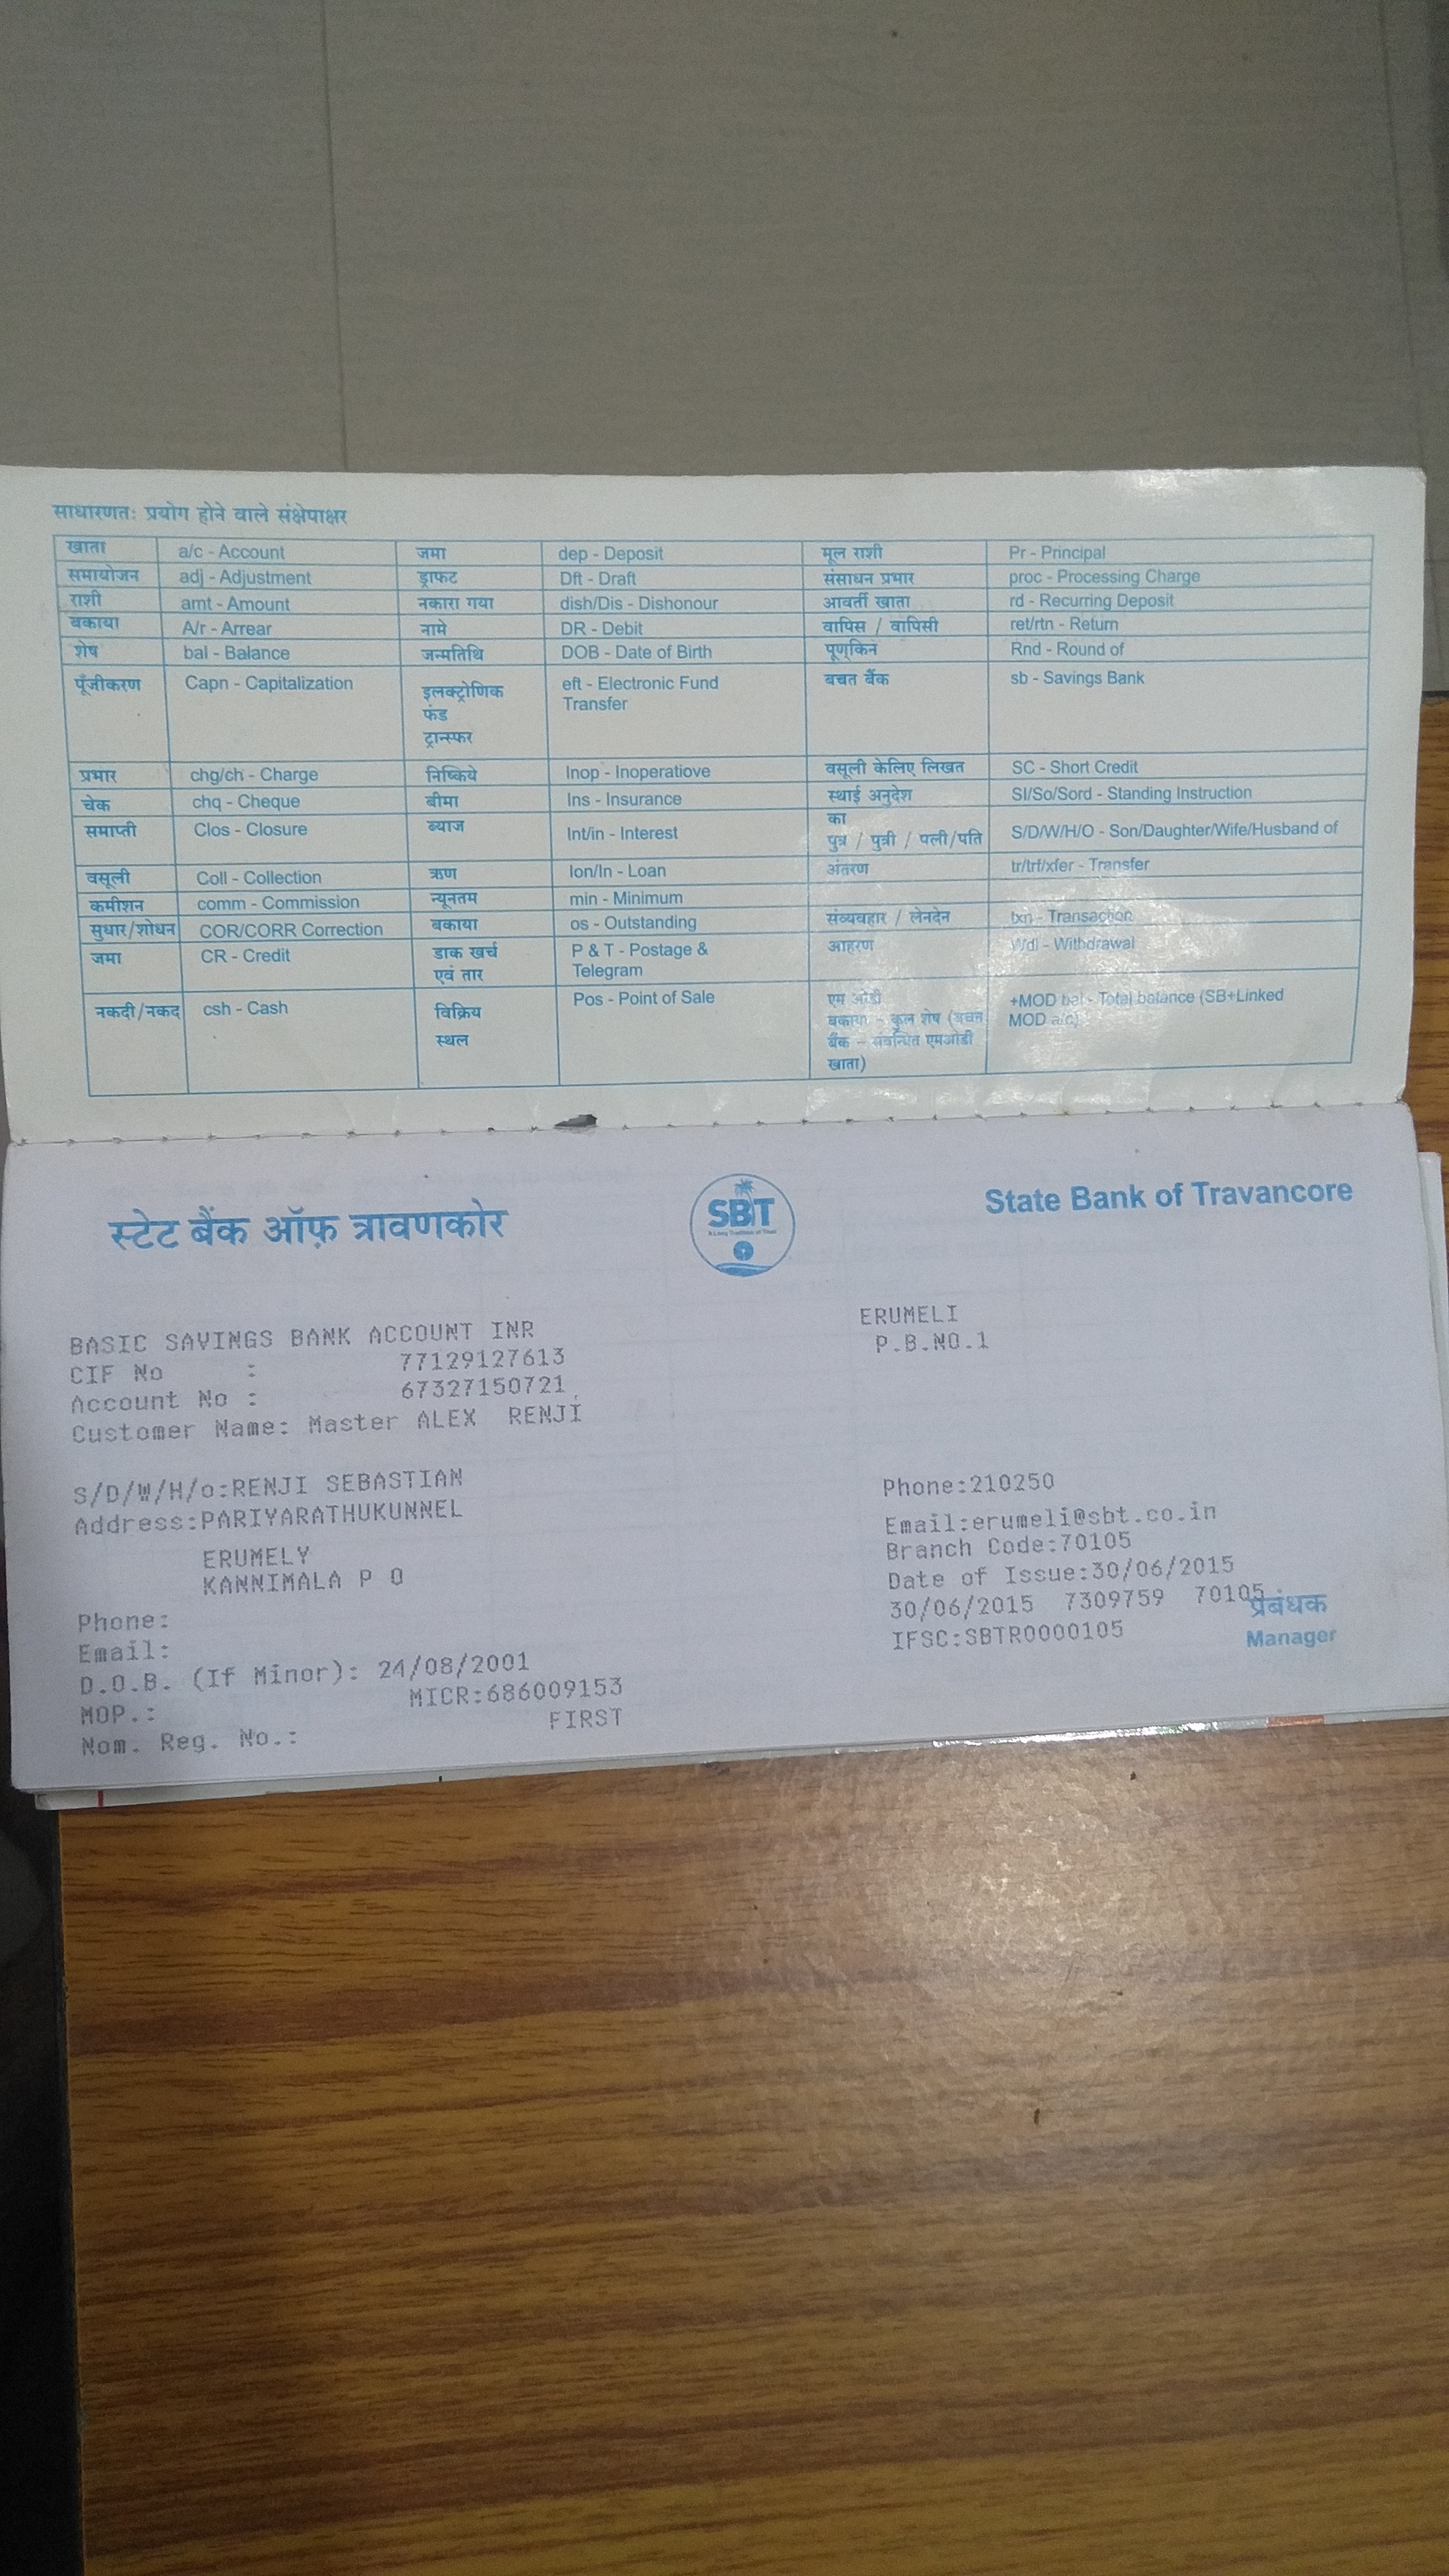 साधारणतः प्रयोग होने वाले संक्षेपाक्षर
खाता a/c - Account जमा dep - Deposit मूल राशी Pr - Principal
समायोजन adj - Adjustment ड्राफट Dft - Draft संसाधन प्रभार proc - Processing Charge
राशी amt - Amount नकारा गया dish/Dis - Dishonour आवर्ती खाता rd - Recurring Deposit
बकाया A/r - Arrear नामे DR - Debit वापिस / वापिसी ret/rtn - Return
शेष bal - Balance जन्मतिथि DOB - Date of Birth पूण्किन Rnd - Round of
पूँजीकरण Capn - Capitalization इलक्ट्रोणिक eft - Electronic Fund बचत बैंक sb - Savings Bank
फंड Transfer
ट्रान्स्फर
प्रभार chg/ch - Charge निष्क्रिये Inop - Inoperatiove वसूली केलिए लिखत SC - Short Credit
चेक chq - Cheque बीमा Ins - Insurance स्थाई अनुदेश SI/So/Sord - Standing Instruction
समाप्ती Clos - Closure ब्याज Int/in - Interest का
पुत्र / पुत्री / पली/पति S/D/W/H/O - Son/Daughter/Wife/Husband of
वसूली Coll - Collection ऋण lon/ln - Loan अंतरण tr/trf/xfer - Transfer
कमीशन comm - Commission न्यूनतम min - Minimum
सुधार/शोधन COR/CORR Correction बकाया os - Outstanding संव्यवहार / लेनदेन txn - Transaction
जमा CR - Credit डाक खर्च P & T - Postage & आहरण Wdl - Withdrawal
एवं तार Telegram
नकदी/नकद csh - Cash विक्रिय Pos - Point of Sale एम ओडी +MOD bal - Total balance (SB+Linked
स्थल बकाया - कुल शेष (बचत MOD a/c)
बैंक - संबन्धित एमओडी
खाता)
स्टेट बैंक ऑफ़ त्रावणकोर SBT State Bank of Travancore
BASIC SAVINGS BANK ACCOUNT INR ERUMELI
CIF No : 77129127613 P.B.NO.1
Account No : 67327150721
Customer Name: Master ALEX RENJI
S/D/W/H/o:RENJI SEBASTIAN Phone:210250
Address:PARIYARATHUKUNNEL Email:erumeli@sbt.co.in
ERUMELY Branch Code:70105
KANNIMALA P O Date of Issue:30/06/2015
Phone: 30/06/2015 7309759 70105 प्रबंधक
Email: IFSC:SBTR0000105 Manager
D.O.B. (If Minor): 24/08/2001
MOP.: MICR:686009153
Nom. Reg. No.: FIRST